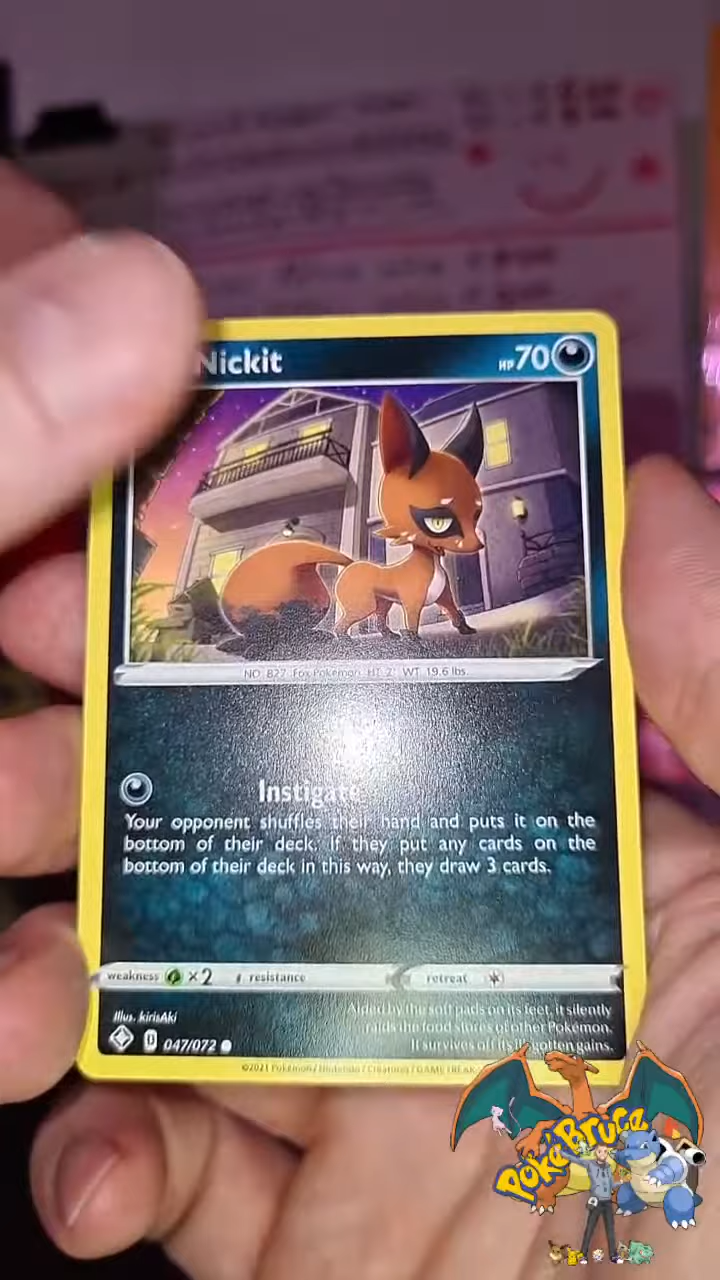 Nickit
HP 70
NO. 827 Fox Pokémon HT 2' WT 19.6 lbs.
Instigate
Your opponent shuffles their hand and puts it on the
bottom of their deck. If they put any cards on the
bottom of their deck in this way, they draw 3 cards.
weakness ×2 resistance retreat
Illus. kirisAki
Aided by the soft pads on its feet, it silently
raids the food stores of other Pokémon.
It survives off its ill-gotten gains.
D 047/072
©2021 Pokémon / Nintendo / Creatures / GAME FREAK
PokéBruce